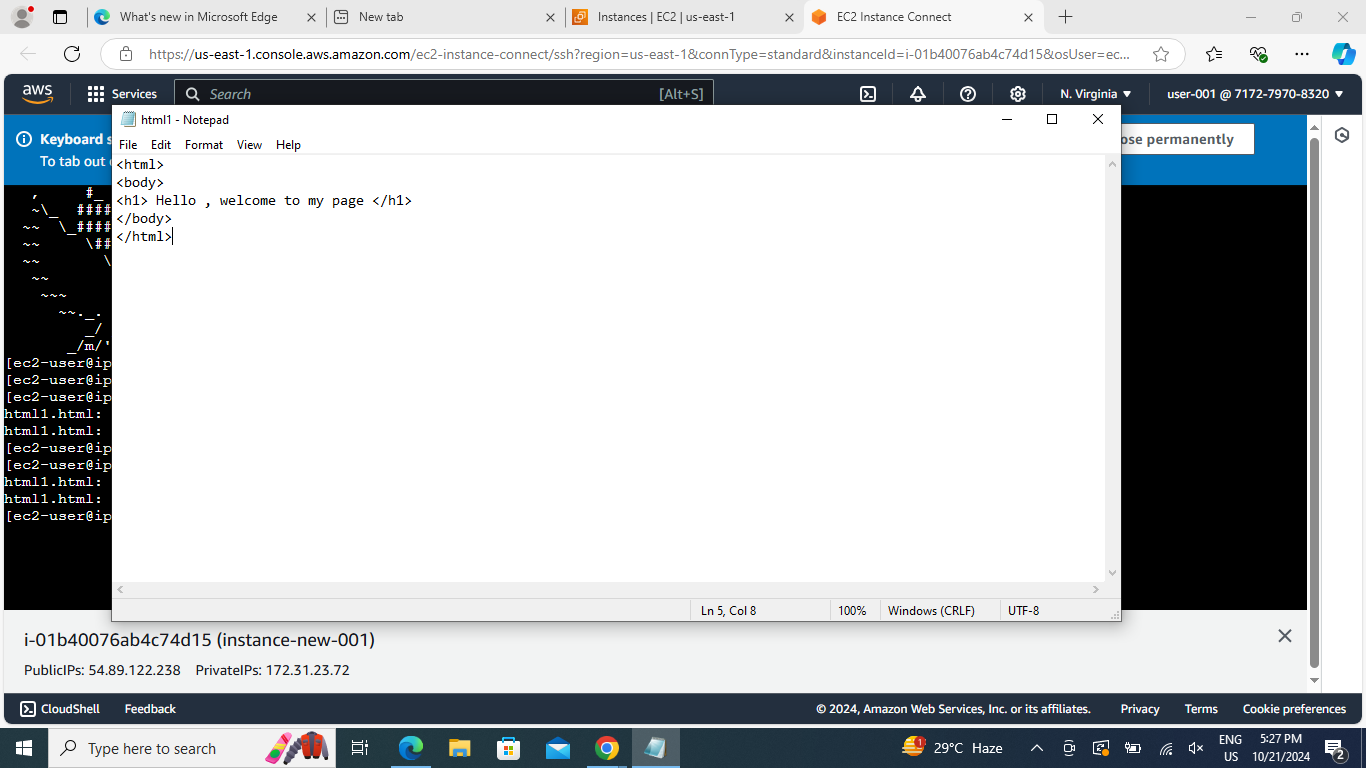 What's new in Microsoft Edge
New tab
Instances | EC2 | us-east-1
EC2 Instance Connect
https://us-east-1.console.aws.amazon.com/ec2-instance-connect/ssh?region=us-east-1&connType=standard&instanceId=i-01b40076ab4c74d15&osUser=ec...
aws
Services
Search
[Alt+S]
N. Virginia
user-001 @ 7172-7970-8320
html1 - Notepad
Keyboard s
ose permanently
To tab out
File Edit Format View Help
<html>
<body>
<h1> Hello , welcome to my page </h1>
</body>
</html>
, #_
~\_ ####
~~ \_####
~~ \##
~~ \
~~
~~~
~~._.
_/
_/m/'
[ec2-user@ip
[ec2-user@ip
[ec2-user@ip
html1.html:
html1.html:
[ec2-user@ip
[ec2-user@ip
html1.html:
html1.html:
[ec2-user@ip
Ln 5, Col 8
100%
Windows (CRLF)
UTF-8
i-01b40076ab4c74d15 (instance-new-001)
PublicIPs: 54.89.122.238 PrivateIPs: 172.31.23.72
CloudShell
Feedback
© 2024, Amazon Web Services, Inc. or its affiliates.
Privacy
Terms
Cookie preferences
Type here to search
1
29°C Haze
ENG
US
5:27 PM
10/21/2024
2